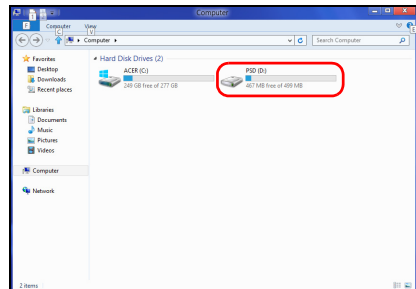 Computer
F Computer View
C V
Computer Search Computer
Favorites
Desktop
Downloads
Recent places
Libraries
Documents
Music
Pictures
Videos
Computer
Network
Hard Disk Drives (2)
ACER (C:)
249 GB free of 277 GB
PSD (D:)
467 MB free of 499 MB
2 items